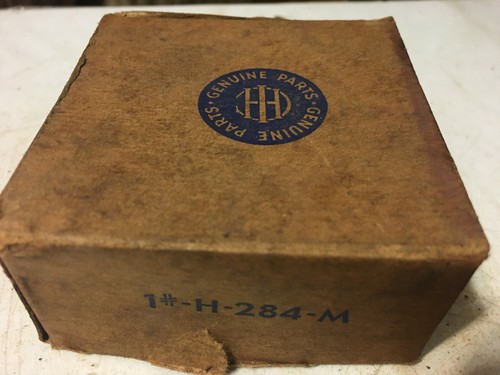 GENUINE PARTS · GENUINE PARTS ·
H
1#-H-284-M